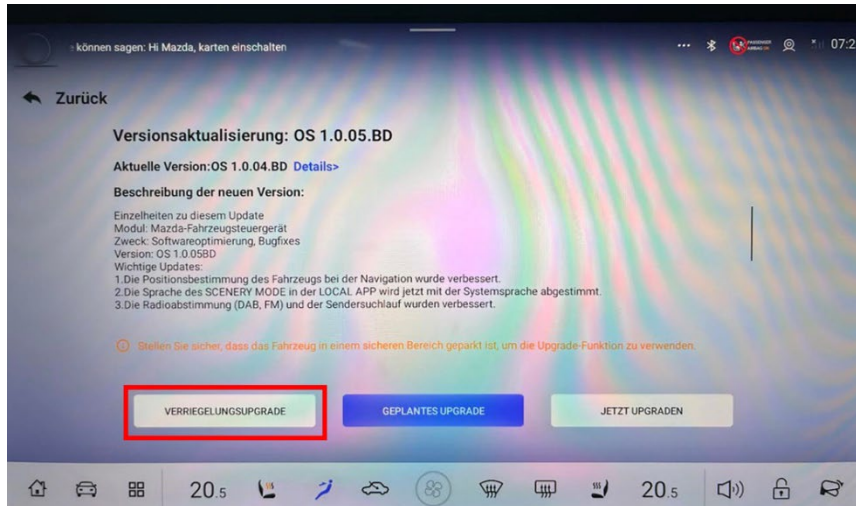 können sagen: Hi Mazda, karten einschalten
PASSENGER
AIRBAG ON
07:2
Zurück
Versionsaktualisierung: OS 1.0.05.BD
Aktuelle Version:OS 1.0.04.BD Details>
Beschreibung der neuen Version:
Einzelheiten zu diesem Update
Modul: Mazda-Fahrzeugsteuergerät
Zweck: Softwareoptimierung, Bugfixes
Version: OS 1.0.05BD
Wichtige Updates:
1.Die Positionsbestimmung des Fahrzeugs bei der Navigation wurde verbessert.
2.Die Sprache des SCENERY MODE in der LOCAL APP wird jetzt mit der Systemsprache abgestimmt.
3.Die Radioabstimmung (DAB, FM) und der Sendersuchlauf wurden verbessert.
Stellen Sie sicher, dass das Fahrzeug in einem sicheren Bereich geparkt ist, um die Upgrade-Funktion zu verwenden.
VERRIEGELUNGSUPGRADE GEPLANTES UPGRADE JETZT UPGRADEN
20.5 20.5